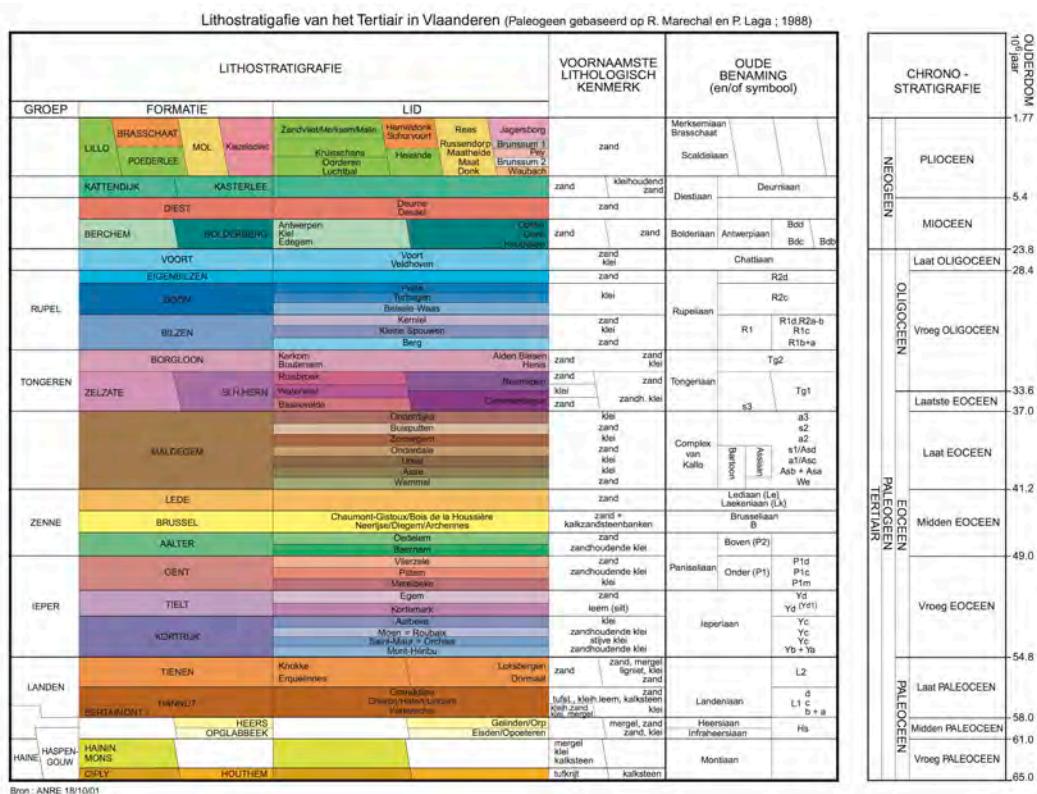 Lithostratigafie van het Tertiair in Vlaanderen (Paleogeen gebaseerd op R. Marechal en P. Laga ; 1988)
LITHOSTRATIGRAFIE
VOORNAAMSTE LITHOLOGISCH KENMERK
OUDE BENAMING (en/of symbool)
CHRONO - STRATIGRAFIE
OUDERDOM 10⁶ jaar
GROEP FORMATIE LID
1.77
LILLO BRASSCHAAT POEDERLEE MOL
Zandvliet/Merksem/Malin
Kruisschans
Oorderen
Luchtbal
Rees
Russendorp
Maatheide
Maat
Donk
Jagersborg
Brunssum 1
Pey
Brunssum 2
Waubach
zand
Merksemiaan
Brasschaat
Scaldisiaan
PLIOCEEN
NEOGEEN
KATTENDIJK KASTERLEE
zand kleihoudend zand
Diestiaan Deurniaan
5.4
DIEST
Deurne
Dessel
zand
MIOCEEN
BERCHEM BOLDERBERG
Antwerpen
Kiel
Edegem
zand zand
Bolderiaan Antwerpiaan Bdd Bdc Bdb
23.8
VOORT
Voort
Veldhoven
zand
klei
Chattiaan
Laat OLIGOCEEN
28.4
RUPEL
EIGENBILZEN
zand
R2d
BOOM
Putte
Terhagen
Belsele-Waas
klei
Rupeliaan
R2c
OLIGOCEEN
Vroeg OLIGOCEEN
BILZEN
Kerniel
Kleine Spouwen
Berg
zand
klei
zand
R1
R1d,R2a-b
R1c
R1b+a
TONGEREN
BORGLOON
Kerkom
Boutersem
Alden Biesen
Henis
zand zand
klei
Tg2
Tongeriaan
33.6
ZELZATE St.H.HERN
Ruisbroek
Watervliet
Bassevelde
Neerrepen
zand
klei
zand
zand
zandh. klei
Tg1
s3
Laatste EOCEEN
37.0
MALDEGEM
Onderdijke
Buisputten
Zomergem
Onderdale
Ursel
Asse
Wemmel
klei
zand
klei
zand
klei
klei
zand
Complex van Kallo
Bartoon
Assiaan
a3
s2
a2
s1/Asd
a1/Asc
Asb + Asa
We
Laat EOCEEN
41.2
TERTIAIR
PALEOGEEN
EOCEEN
ZENNE
LEDE
zand
Lediaan (Le)
Laekeniaan (Lk)
BRUSSEL
Chaumont-Gistoux/Bois de la Houssière
Neerijse/Diegem/Archennes
zand +
kalkzandsteenbanken
Brusseliaan
B
Midden EOCEEN
AALTER
Oedelem
Beernem
zand
zandhoudende klei
Boven (P2)
49.0
IEPER
GENT
Vlierzele
Pittem
Merelbeke
zand
zandhoudende klei
klei
Paniseliaan
Onder (P1)
P1d
P1c
P1m
TIELT
Egem
Kortemark
zand
leem (silt)
Yd
Yd (Yd1)
Ieperiaan
Vroeg EOCEEN
KORTRIJK
Aalbeke
Moen = Roubaix
Saint-Maur = Orchies
Mont-Héribu
klei
zandhoudende klei
stijve klei
zandhoudende klei
Yc
Yc
Yc
Yb + Ya
54.8
LANDEN
TIENEN
Knokke
Erquelinnes
Loksbergen
Dormaal
zand
zand, mergel
ligniet, klei
zand
L2
Landeniaan
Laat PALEOCEEN
PALEOCEEN
HANNUT
BERTAIMONT
Grandglise
zand
tufst., kleih.leem, kalksteen
kleih.zand
klei, mergel
klei
L1
d
c
b + a
58.0
HEERS
OPGLABBEEK
Gelinden/Orp
Eisden/Opoeteren
mergel, zand
zand, klei
Heersiaan
Infraheersiaan
Hs
Midden PALEOCEEN
61.0
HAINE
HASPEN-GOUW
HAININ
MONS
mergel
klei
kalksteen
Montiaan
Vroeg PALEOCEEN
CIPLY HOUTHEM
tufkrijt kalksteen
65.0
Bron : ANRE 18/10/01